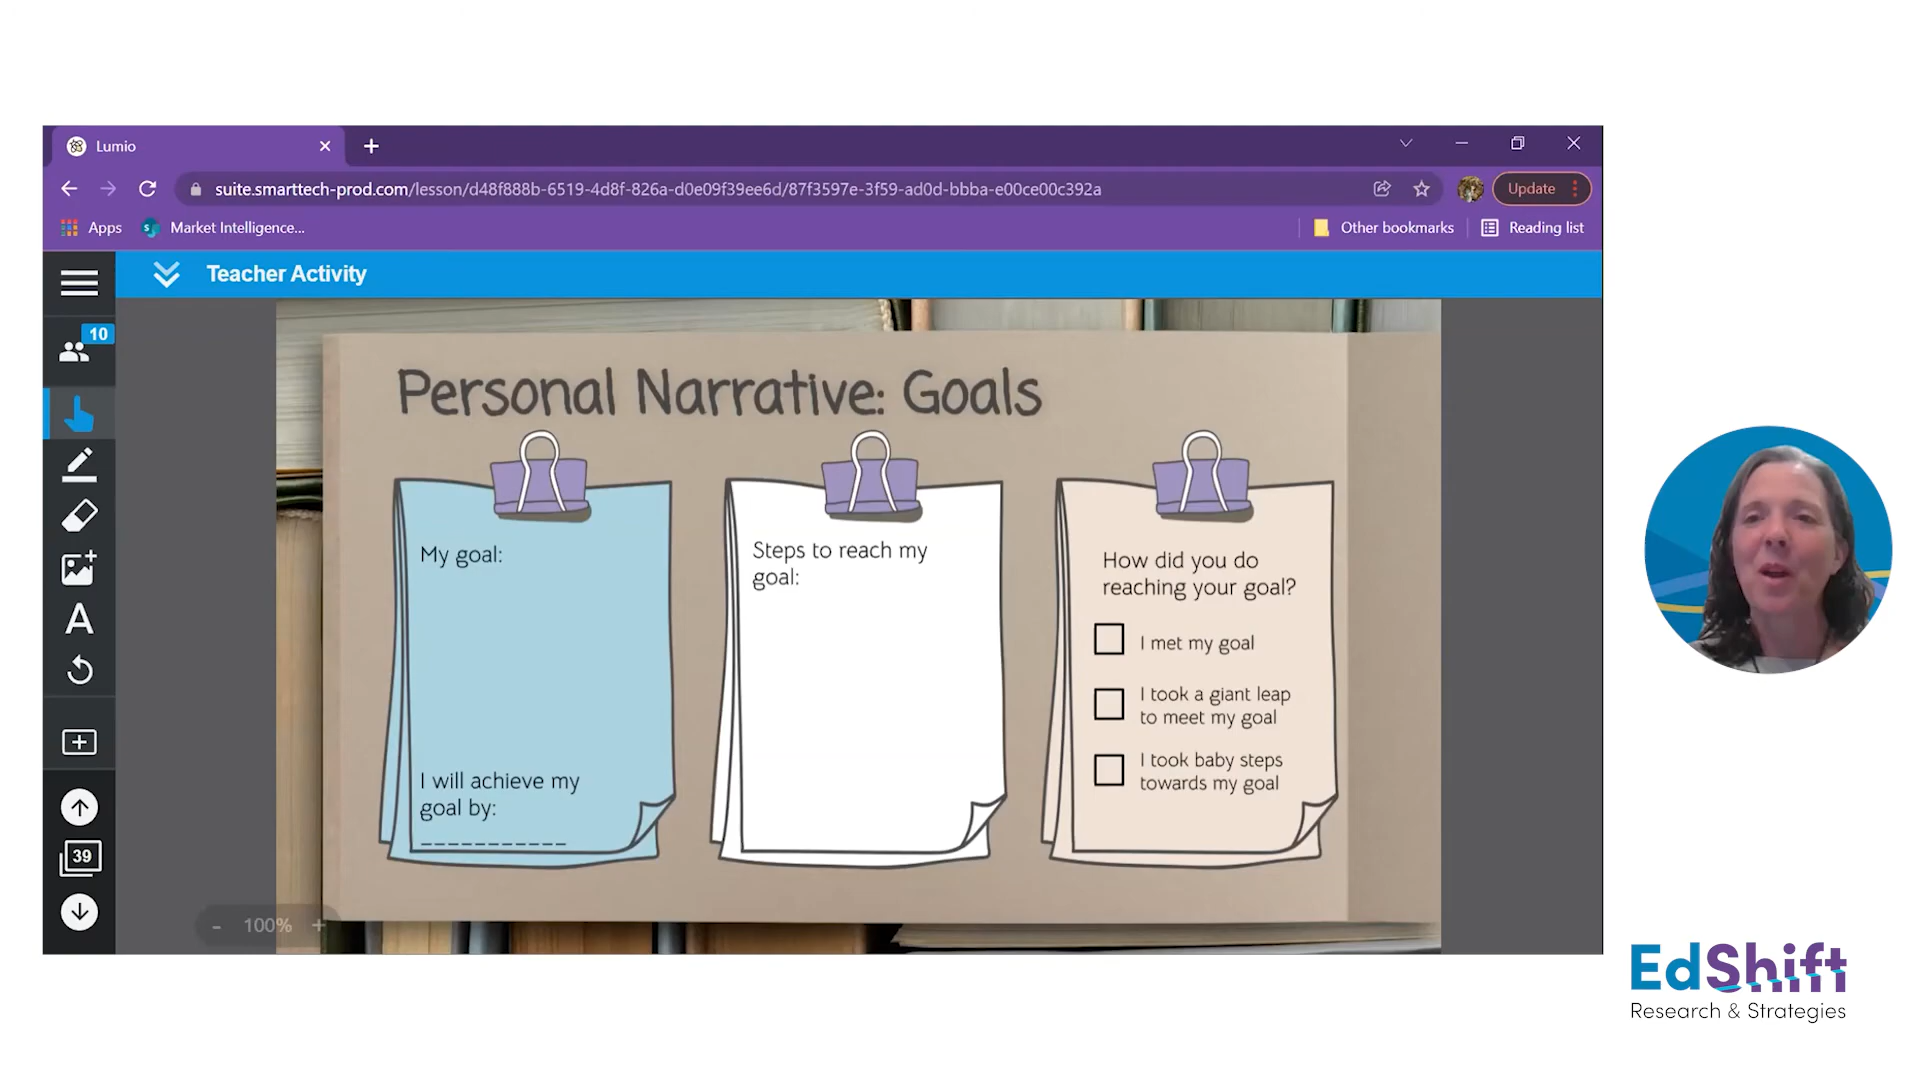 Lumio
suite.smarttech-prod.com/lesson/d48f888b-6519-4d8f-826a-d0e09f39ee6d/87f3597e-3f59-ad0d-bbba-e00ce00c392a
Update
Apps
Market Intelligence...
Other bookmarks
Reading list
Teacher Activity
10
Personal Narrative: Goals
My goal:
I will achieve my
goal by:
Steps to reach my
goal:
How did you do
reaching your goal?
I met my goal
I took a giant leap
to meet my goal
I took baby steps
towards my goal
A
39
- 100% +
EdShift
Research & Strategies